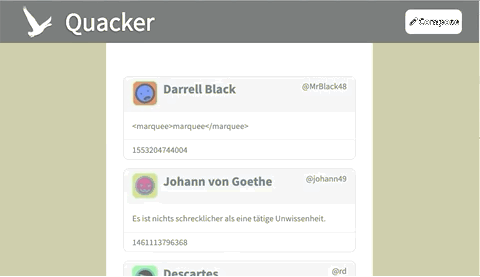 Quacker
Compose
Darrell Black
@MrBlack48
<marquee>marquee</marquee>
1553204744004
Johann von Goethe
@johann49
Es ist nichts schrecklicher als eine tätige Unwissenheit.
1461113796368
Descartes
@rd